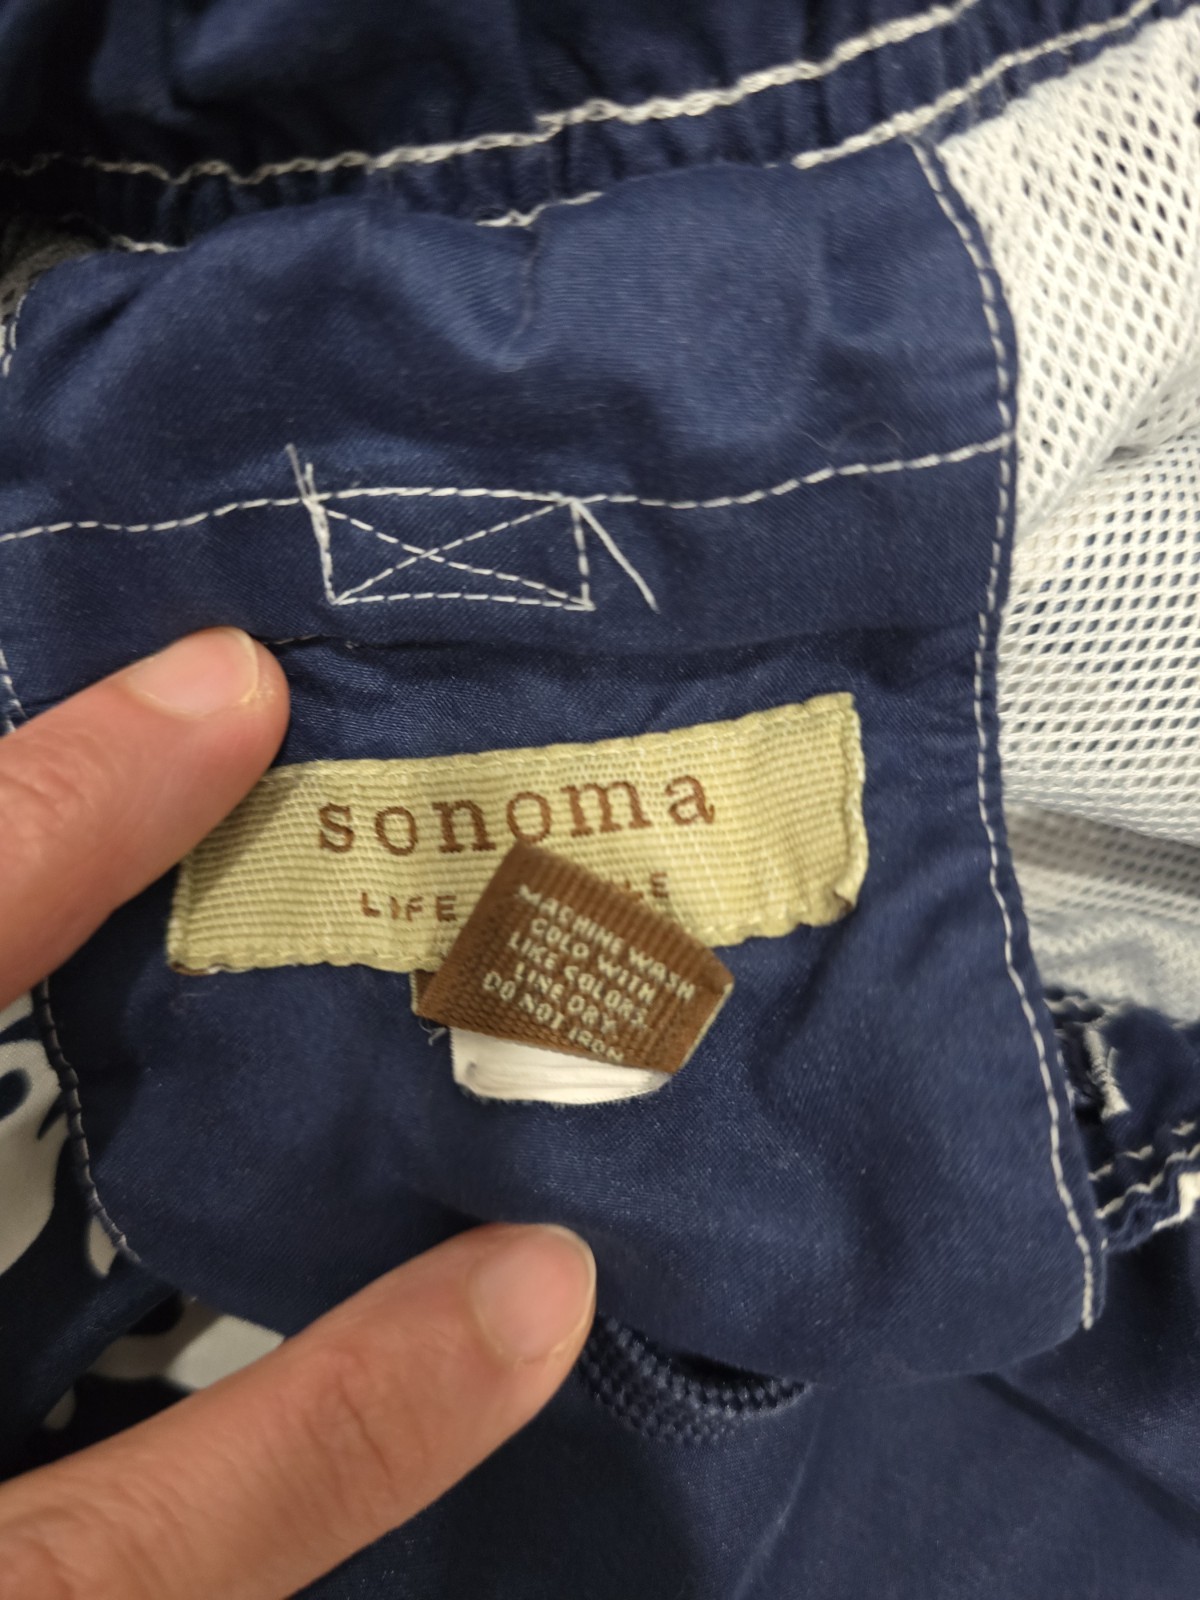 sonoma
LIFE
MACHINE WASH
COLD WITH
LIKE COLORS.
LINE DRY.
DO NOT IRON